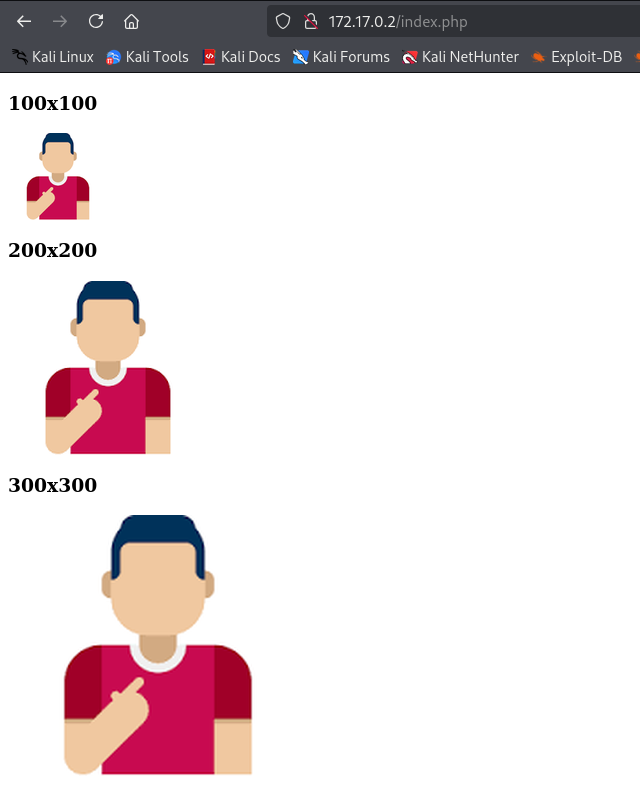 172.17.0.2/index.php
Kali Linux Kali Tools Kali Docs Kali Forums Kali NetHunter Exploit-DB
100x100
200x200
300x300